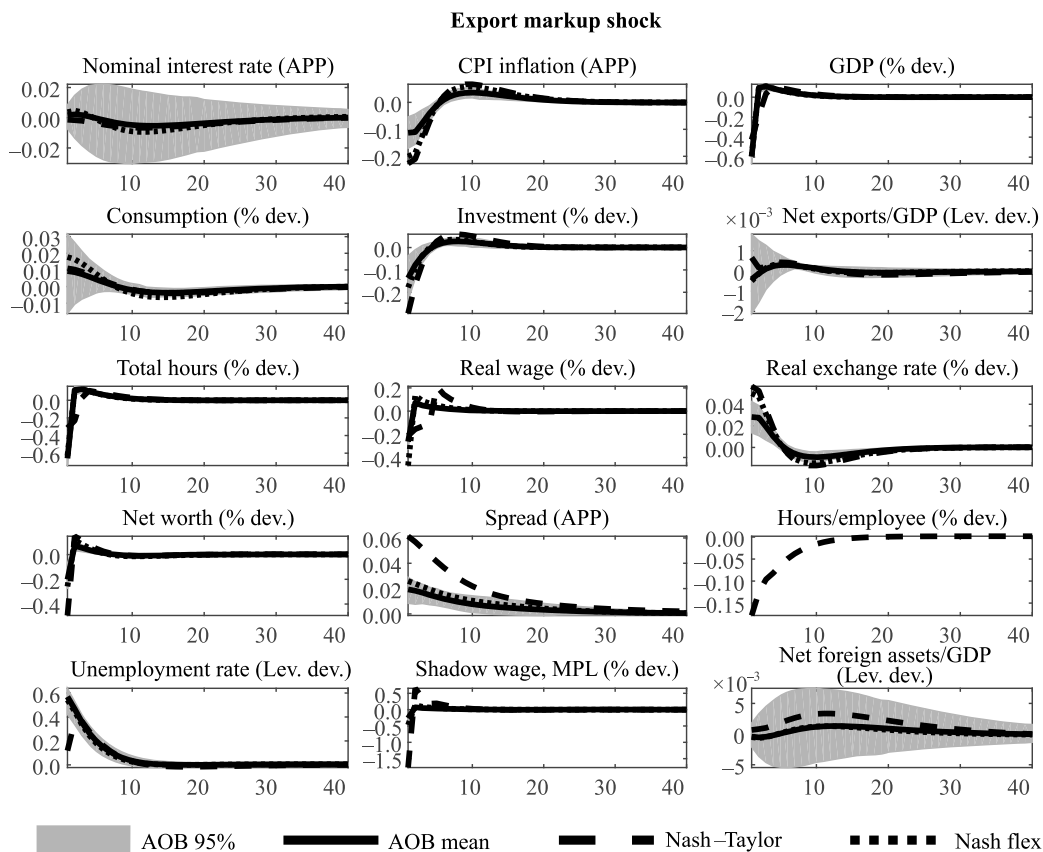 Export markup shock
Nominal interest rate (APP)
0.02
0.00
−0.02
10 20 30 40
CPI inflation (APP)
0.0
−0.1
−0.2
10 20 30 40
GDP (% dev.)
0.0
−0.2
−0.4
−0.6
10 20 30 40
Consumption (% dev.)
0.03
0.02
0.01
0.00
−0.01
10 20 30 40
Investment (% dev.)
0.0
−0.1
−0.2
10 20 30 40
Net exports/GDP (Lev. dev.)
×10−3
1
0
−1
−2
10 20 30 40
Total hours (% dev.)
0.0
−0.2
−0.4
−0.6
10 20 30 40
Real wage (% dev.)
0.2
0.0
−0.2
−0.4
10 20 30 40
Real exchange rate (% dev.)
0.04
0.02
0.00
10 20 30 40
Net worth (% dev.)
0.0
−0.2
−0.4
10 20 30 40
Spread (APP)
0.06
0.04
0.02
0.00
10 20 30 40
Hours/employee (% dev.)
0.00
−0.05
−0.10
−0.15
10 20 30 40
Unemployment rate (Lev. dev.)
0.6
0.4
0.2
0.0
10 20 30 40
Shadow wage, MPL (% dev.)
0.5
0.0
−0.5
−1.0
−1.5
10 20 30 40
Net foreign assets/GDP
(Lev. dev.)
×10−3
5
0
−5
10 20 30 40
AOB 95% AOB mean Nash–Taylor Nash flex